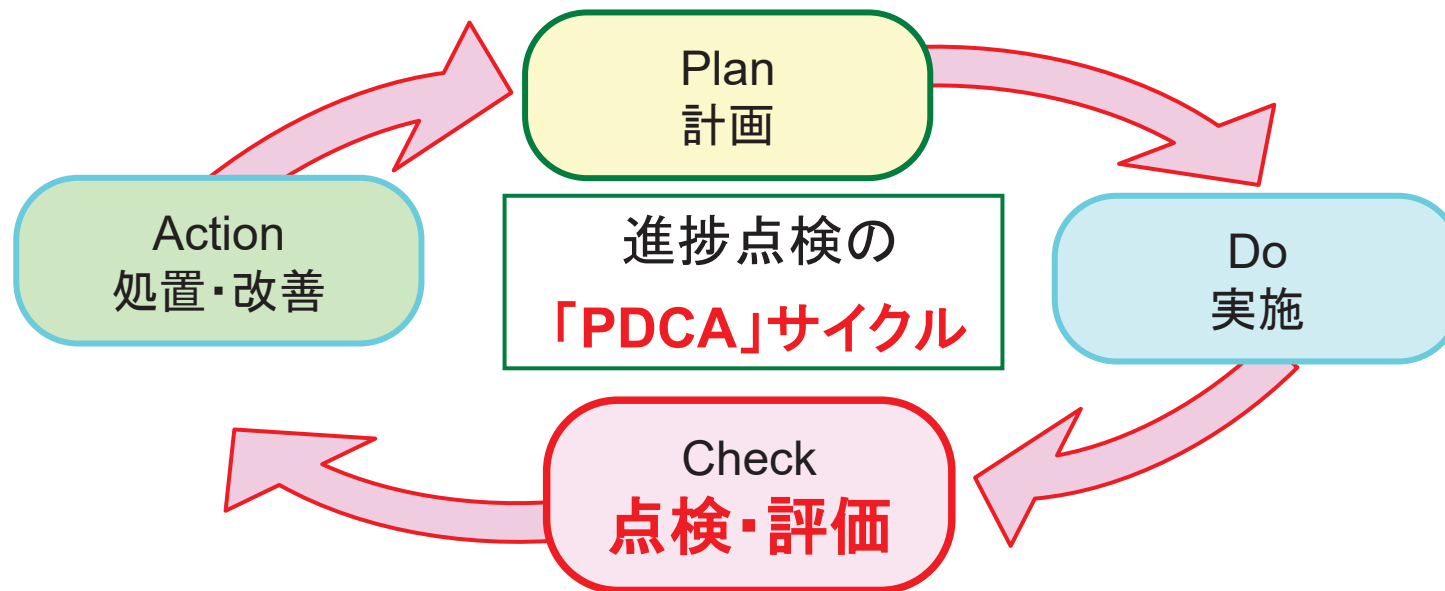 Plan
計画
Action
処置・改善
進捗点検の
「PDCA」サイクル
Do
実施
Check
点検・評価